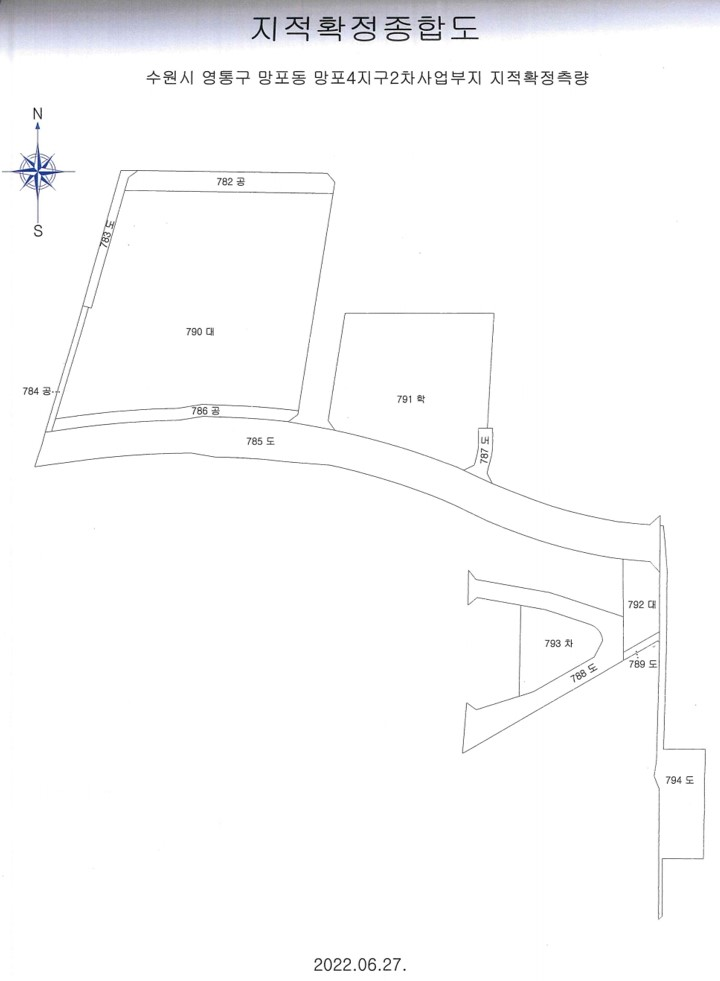 지적확정종합도
수원시 영통구 망포동 망포4지구2차사업부지 지적확정측량
N
S
782 공
783 도
790 대
784 공
786 공
785 도
791 학
787 도
792 대
793 차
789 도
788 도
794 도
2022.06.27.